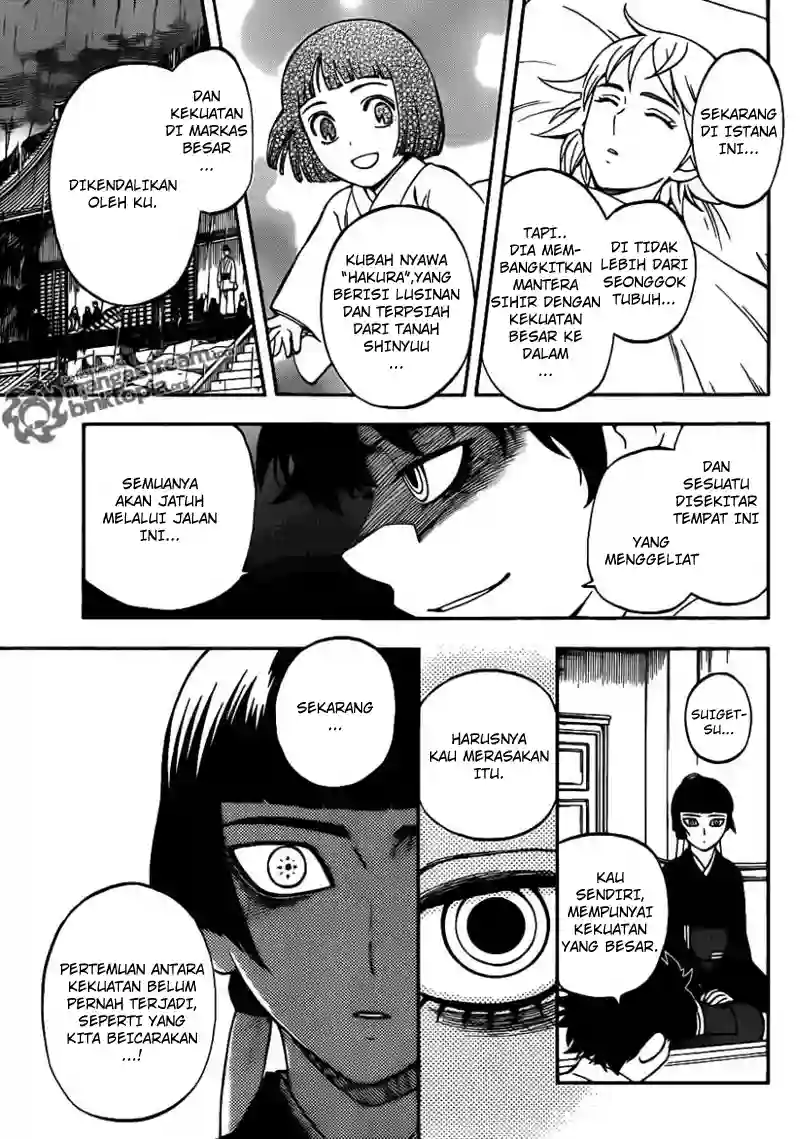 SEKARANG
DI ISTANA
INI...
DI TIDAK
LEBIH DARI
SEONGGOK
TUBUH...
TAPI..
DIA MEM-
BANGKITKAN
MANTERA
SIHIR DENGAN
KEKUATAN
BESAR KE
DALAM
...
KUBAH NYAWA
"HAKURA",YANG
BERISI LUSINAN
DAN TERPSIAH
DARI TANAH
SHINYUU
...
DAN
KEKUATAN
DI MARKAS
BESAR
...
DIKENDALIKAN
OLEH KU.
mangastream.com
binktopia.org
DAN
SESUATU
DISEKITAR
TEMPAT INI
YANG
MENGGELIAT
SEMUANYA
AKAN JATUH
MELALUI JALAN
INI...
SUIGET-
SU...
KAU
SENDIRI,
MEMPUNYAI
KEKUATAN
YANG BESAR.
HARUSNYA
KAU MERASAKAN
ITU.
SEKARANG
...
PERTEMUAN ANTARA
KEKUATAN BELUM
PERNAH TERJADI,
SEPERTI YANG
KITA BEICARAKAN
...!